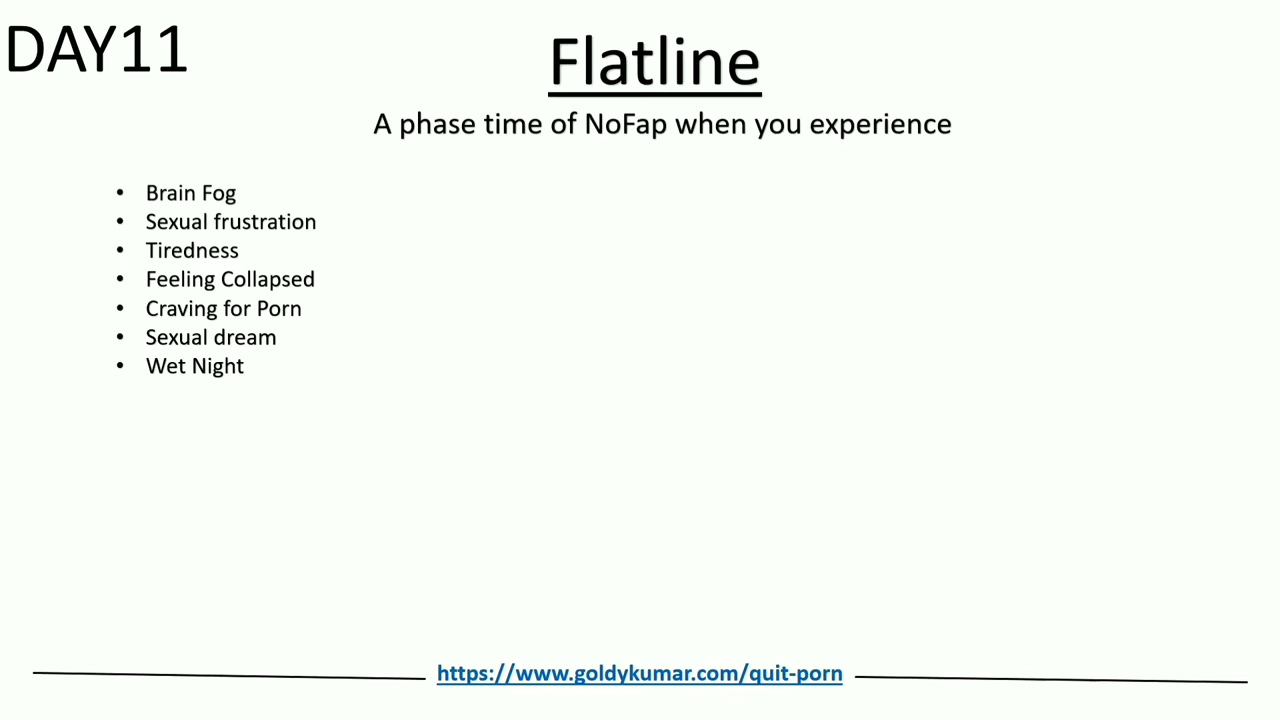 DAY11
Flatline
A phase time of NoFap when you experience
• Brain Fog
• Sexual frustration
• Tiredness
• Feeling Collapsed
• Craving for Porn
• Sexual dream
• Wet Night
https://www.goldykumar.com/quit-porn